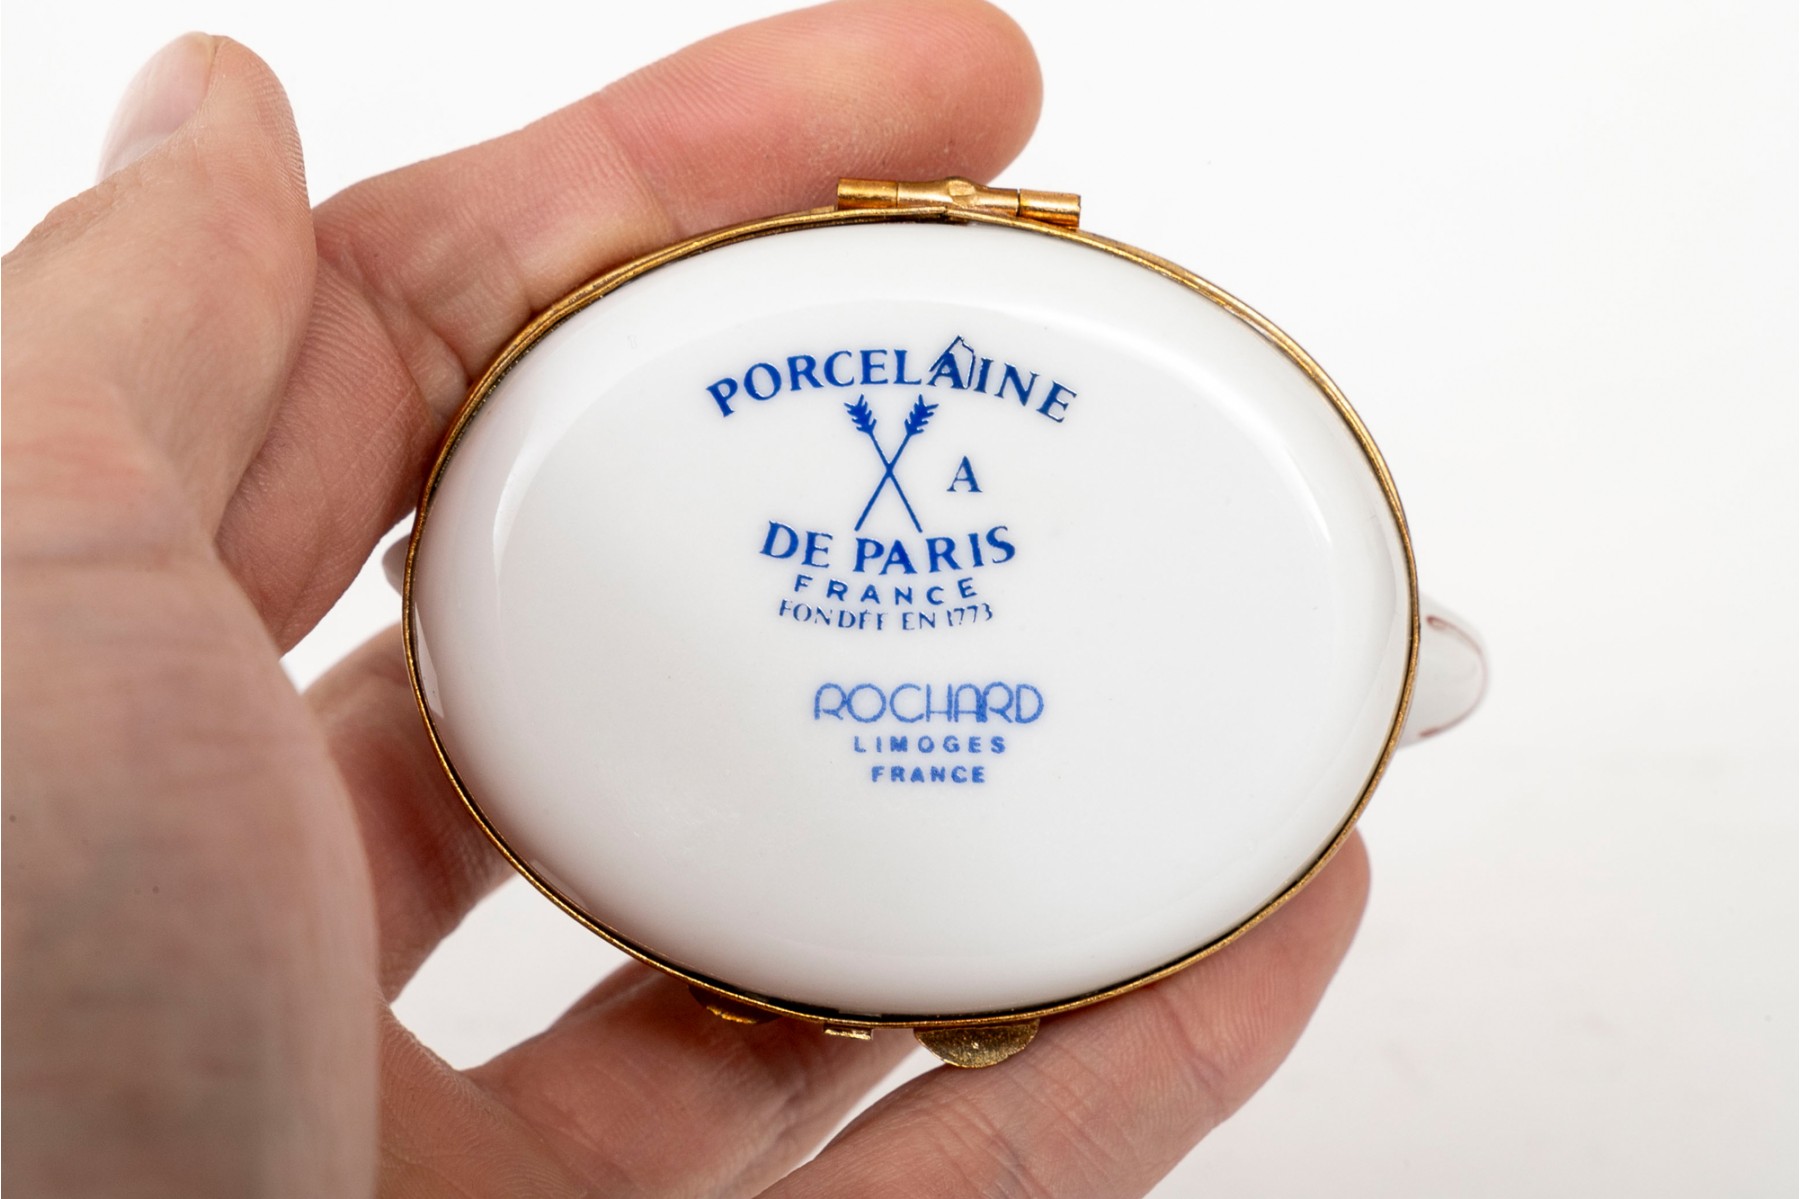 PORCELAINE
A
DE PARIS
FRANCE
FONDÉE EN 1773
ROCHARD
LIMOGES
FRANCE